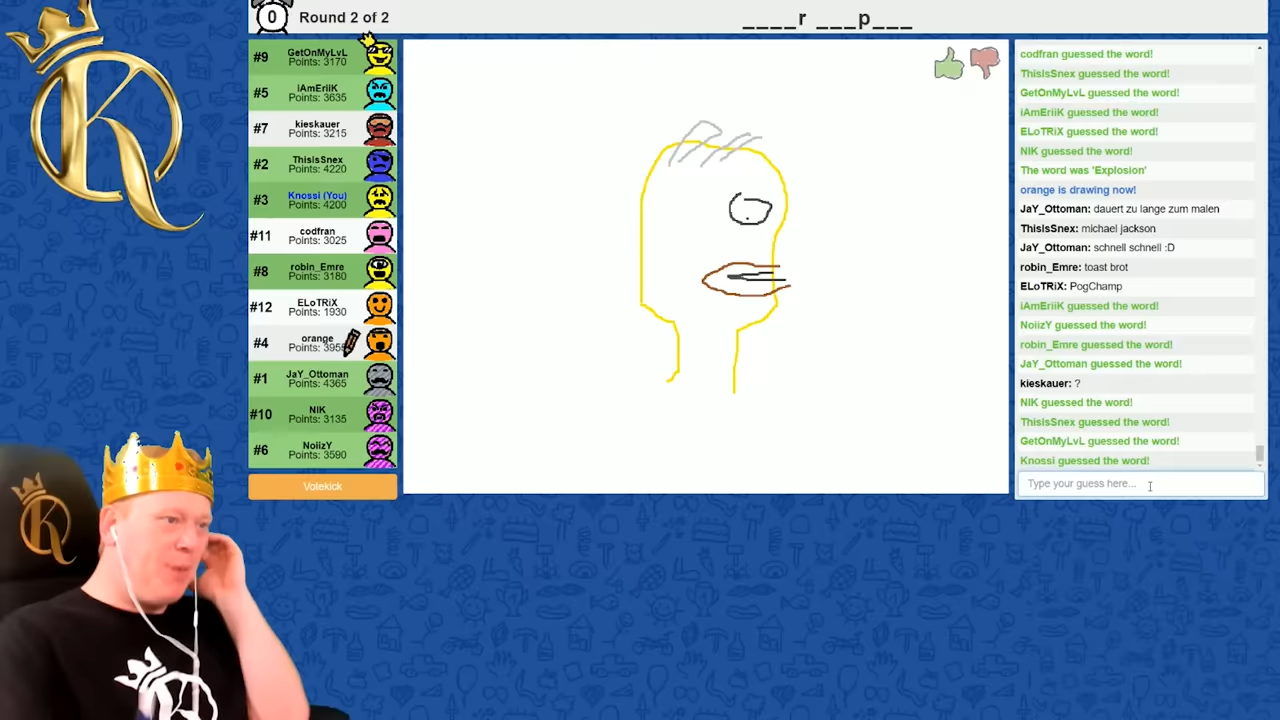 0
Round 2 of 2
____r ___p___
#9
GetOnMyLvL
Points: 3170
#5
iAmEriiK
Points: 3635
#7
kieskauer
Points: 3215
#2
ThisIsSnex
Points: 4220
#3
Knossi (You)
Points: 4200
#11
codfran
Points: 3025
#8
robin_Emre
Points: 3180
#12
ELoTRiX
Points: 1930
#4
orange
Points: 3955
#1
JaY_Ottoman
Points: 4365
#10
NIK
Points: 3135
#6
NoiizY
Points: 3590
Votekick
codfran guessed the word!
ThisIsSnex guessed the word!
GetOnMyLvL guessed the word!
iAmEriiK guessed the word!
ELoTRiX guessed the word!
NIK guessed the word!
The word was 'Explosion'
orange is drawing now!
JaY_Ottoman: dauert zu lange zum malen
ThisIsSnex: michael jackson
JaY_Ottoman: schnell schnell :D
robin_Emre: toast brot
ELoTRiX: PogChamp
iAmEriiK guessed the word!
NoiizY guessed the word!
robin_Emre guessed the word!
JaY_Ottoman guessed the word!
kieskauer: ?
NIK guessed the word!
ThisIsSnex guessed the word!
GetOnMyLvL guessed the word!
Knossi guessed the word!
Type your guess here...
K
K